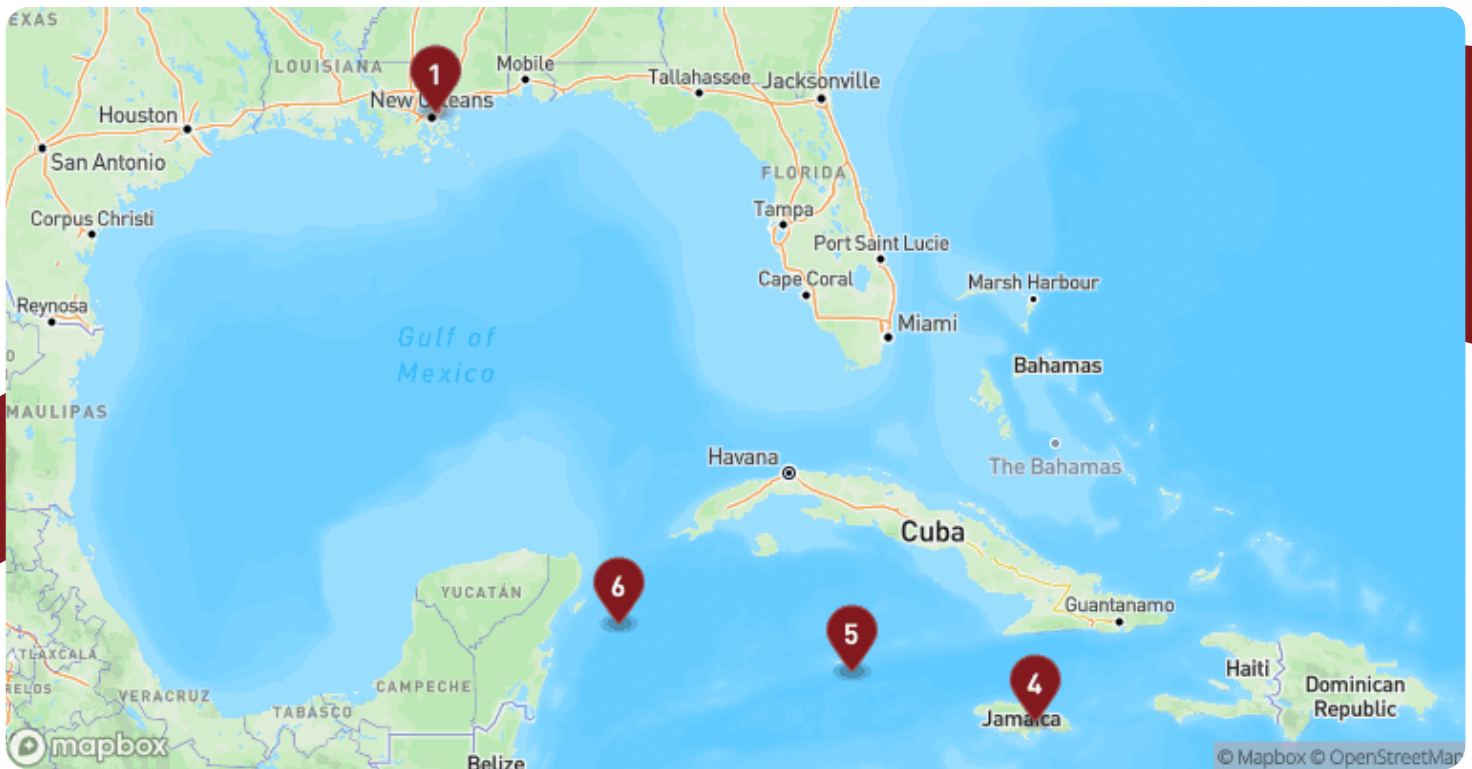 EXAS
LOUISIANA
Mobile
1
Tallahassee
Jacksonville
New Orleans
Houston
San Antonio
FLORIDA
Corpus Christi
Tampa
Port Saint Lucie
Cape Coral
Marsh Harbour
Reynosa
Miami
Gulf of
Mexico
Bahamas
MAULIPAS
Havana
The Bahamas
Cuba
6
YUCATÁN
Guantanamo
5
TLAXCALA
Haiti
4
RELOS
VERACRUZ
CAMPECHE
Dominican
Republic
TABASCO
Jamaica
mapbox
Belize
© Mapbox © OpenStreetMap